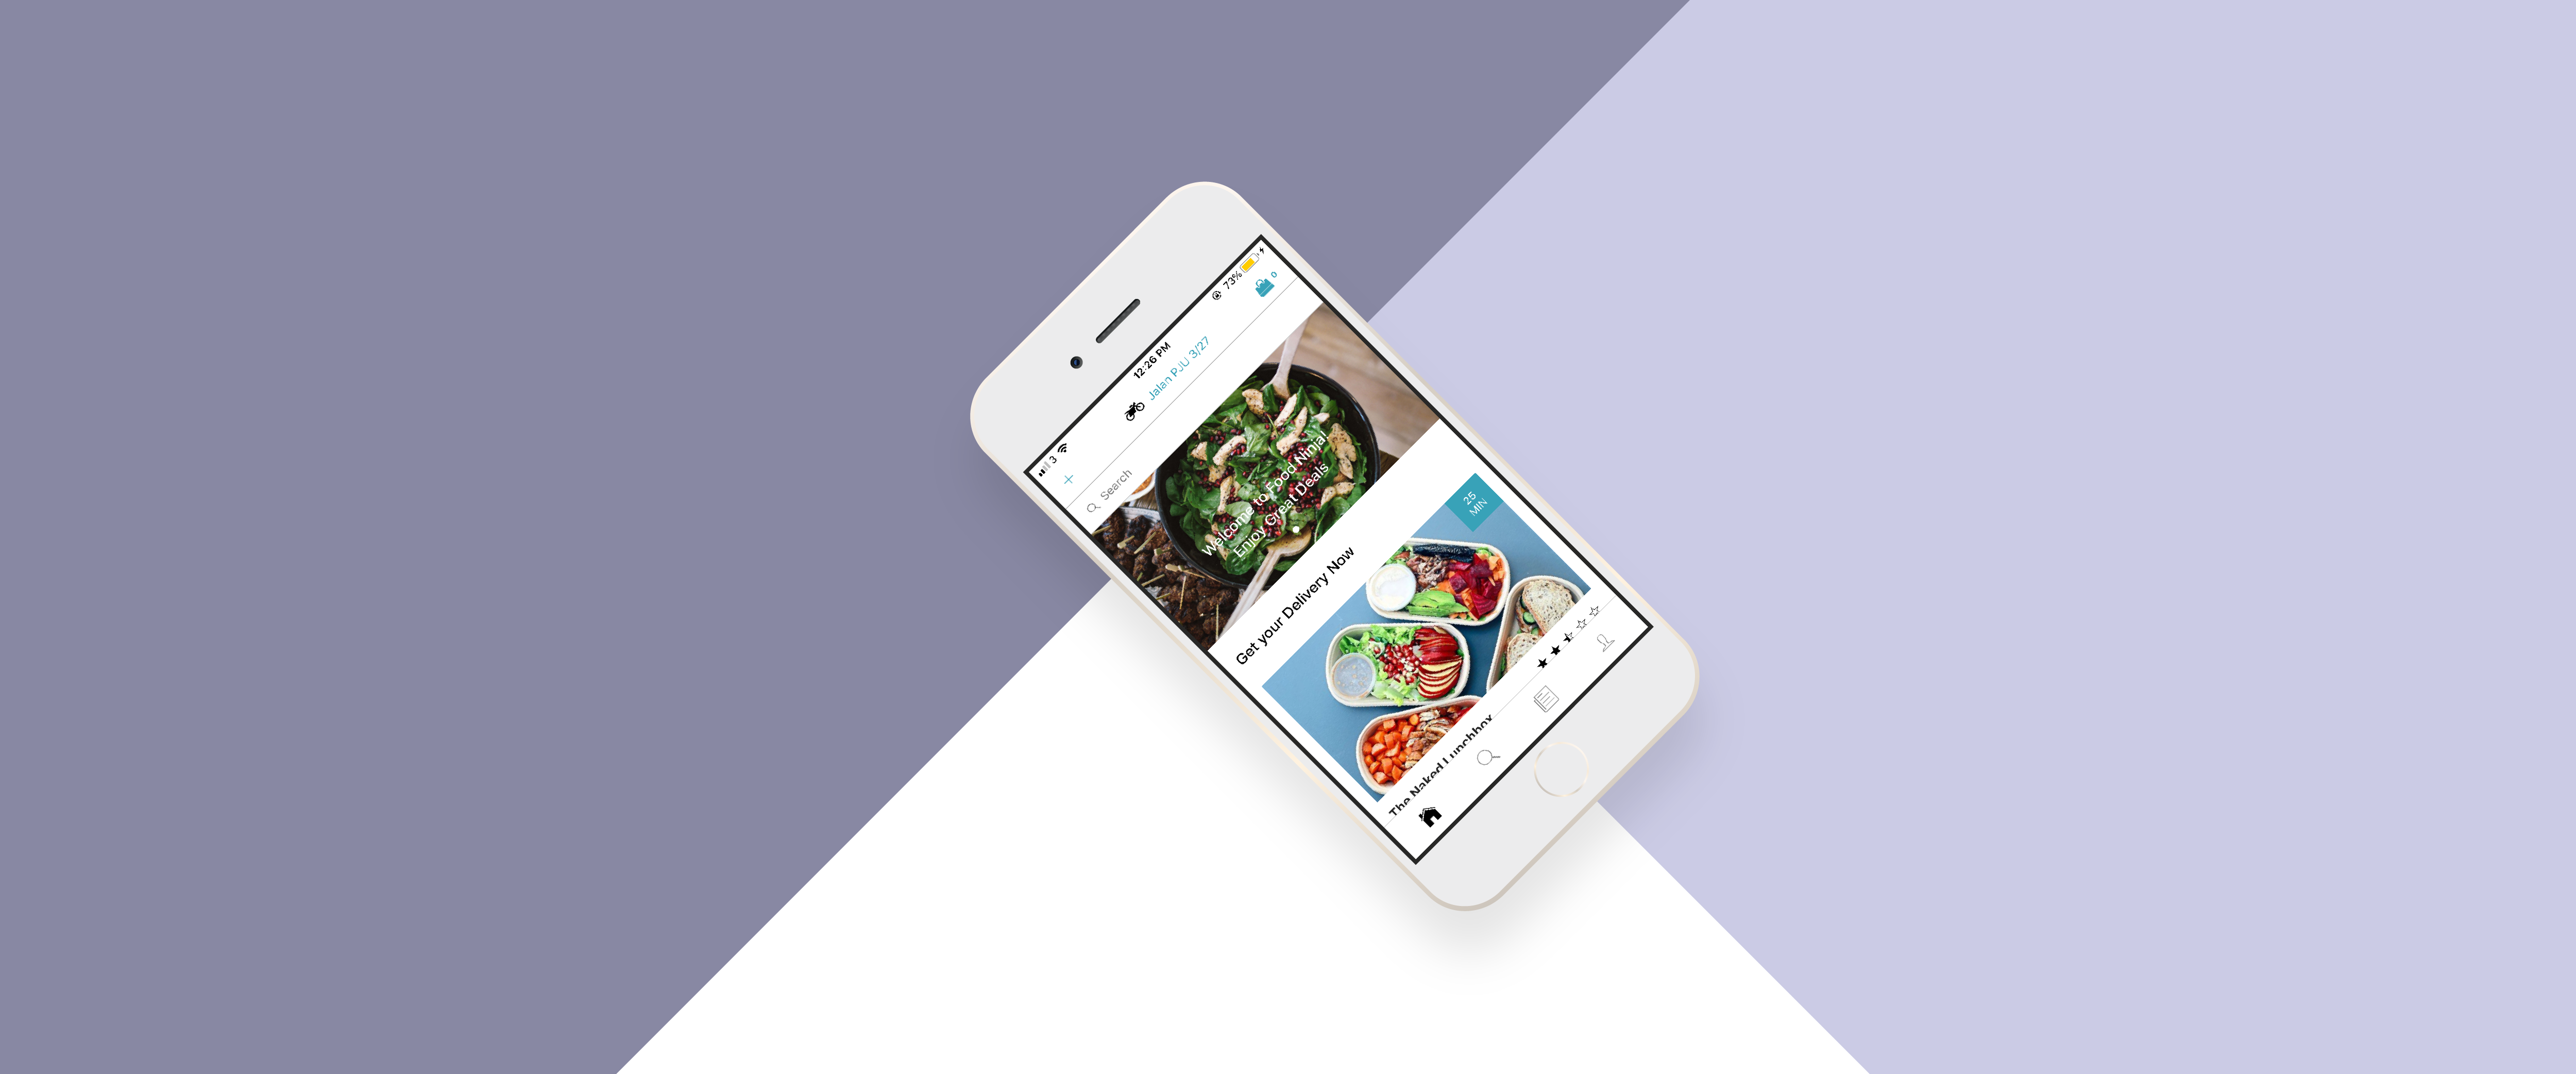 3
12:26 PM
73%
Jalan PJU 3/27
0
Search
Welcome to Food Ninja!
Enjoy Great Deals
Get your Delivery Now
25
MIN
The Naked Lunchbox